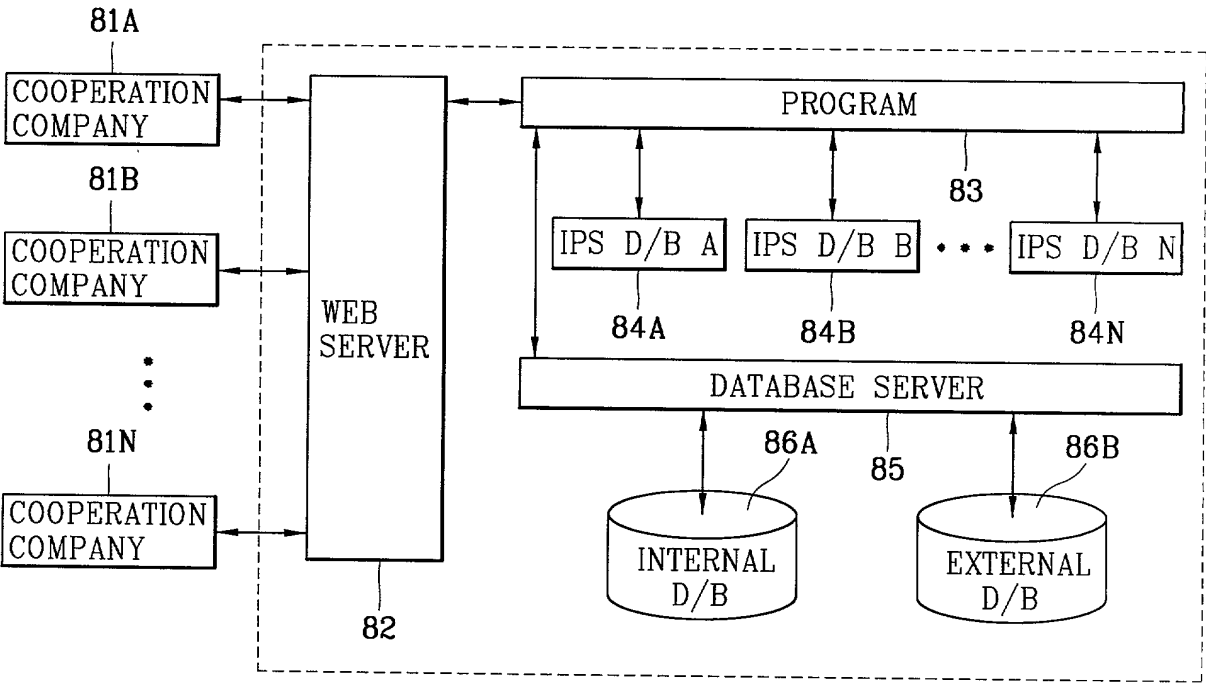 81A
COOPERATION
COMPANY
81B
COOPERATION
COMPANY
81N
COOPERATION
COMPANY
WEB
SERVER
82
PROGRAM
83
IPS D/B A
84A
IPS D/B B
84B
IPS D/B N
84N
DATABASE SERVER
85
86A
INTERNAL
D/B
86B
EXTERNAL
D/B